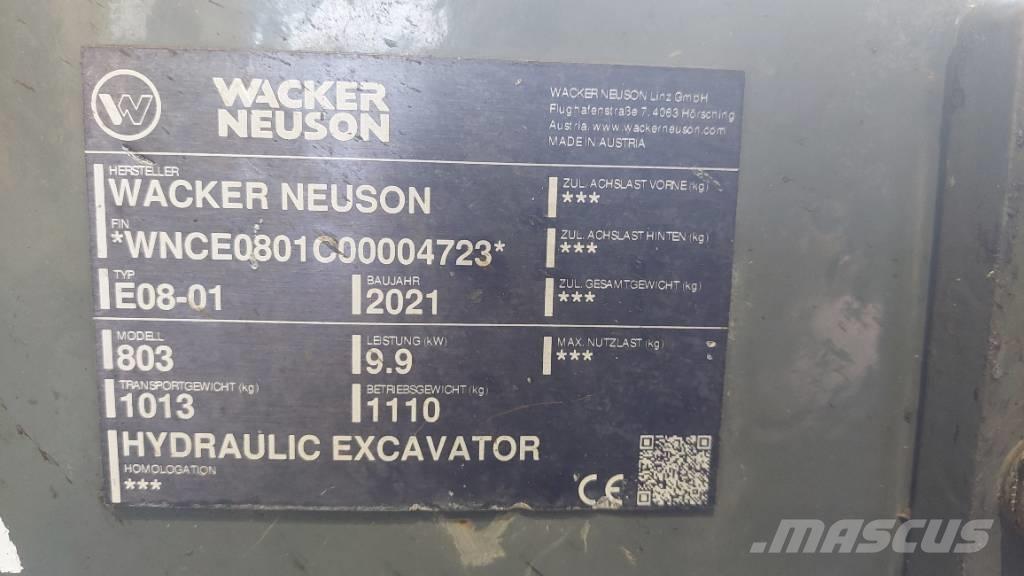 W
WACKER
NEUSON
WACKER NEUSON Linz GmbH
Flughafenstraße 7, 4063 Hörsching
Austria, www.wackerneuson.com
MADE IN AUSTRIA
HERSTELLER
WACKER NEUSON
FIN
*WNCE0801C00004723*
TYP
E08-01
BAUJAHR
2021
ZUL. ACHSLAST VORNE (kg)
***
ZUL. ACHSLAST HINTEN (kg)
***
ZUL. GESAMTGEWICHT (kg)
***
MODELL
803
LEISTUNG (kW)
9.9
MAX. NUTZLAST (kg)
***
TRANSPORTGEWICHT (kg)
1013
BETRIEBSGEWICHT (kg)
1110
HYDRAULIC EXCAVATOR
HOMOLOGATION
***
CE
MASCUS